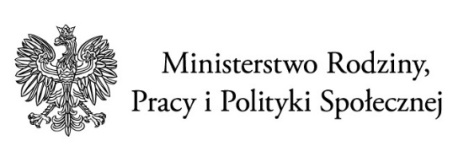 Ministerstwo Rodziny,
Pracy i Polityki Społecznej